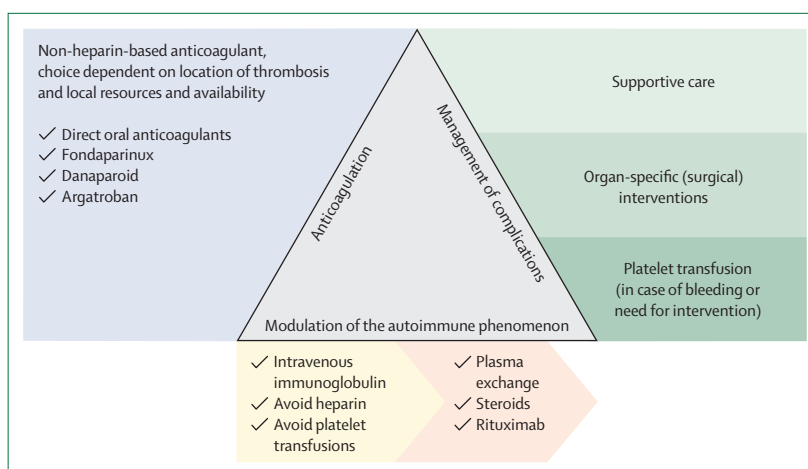 Non-heparin-based anticoagulant,
choice dependent on location of thrombosis
and local resources and availability
✓ Direct oral anticoagulants
✓ Fondaparinux
✓ Danaparoid
✓ Argatroban
Anticoagulation
Management of complications
Supportive care
Organ-specific (surgical)
interventions
Platelet transfusion
(in case of bleeding or
need for intervention)
Modulation of the autoimmune phenomenon
✓ Intravenous
immunoglobulin
✓ Avoid heparin
✓ Avoid platelet
transfusions
✓ Plasma
exchange
✓ Steroids
✓ Rituximab